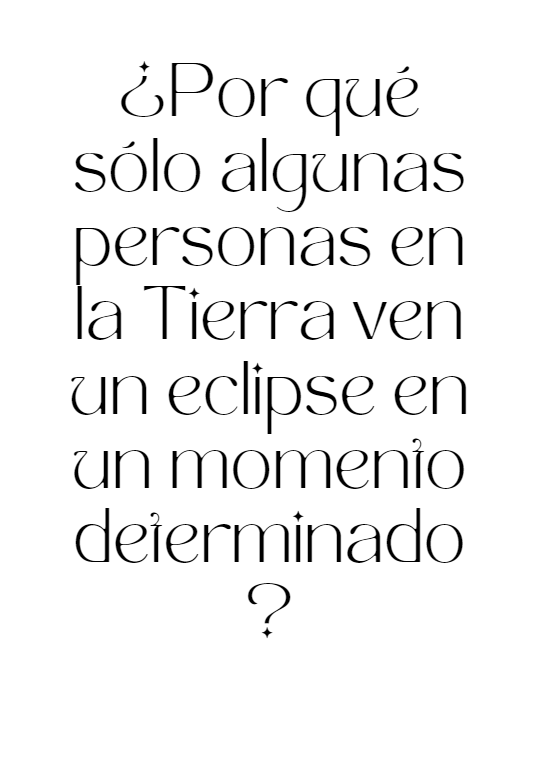 ¿Por qué
sólo algunas
personas en
la Tierra ven
un eclipse en
un momento
determinado
?